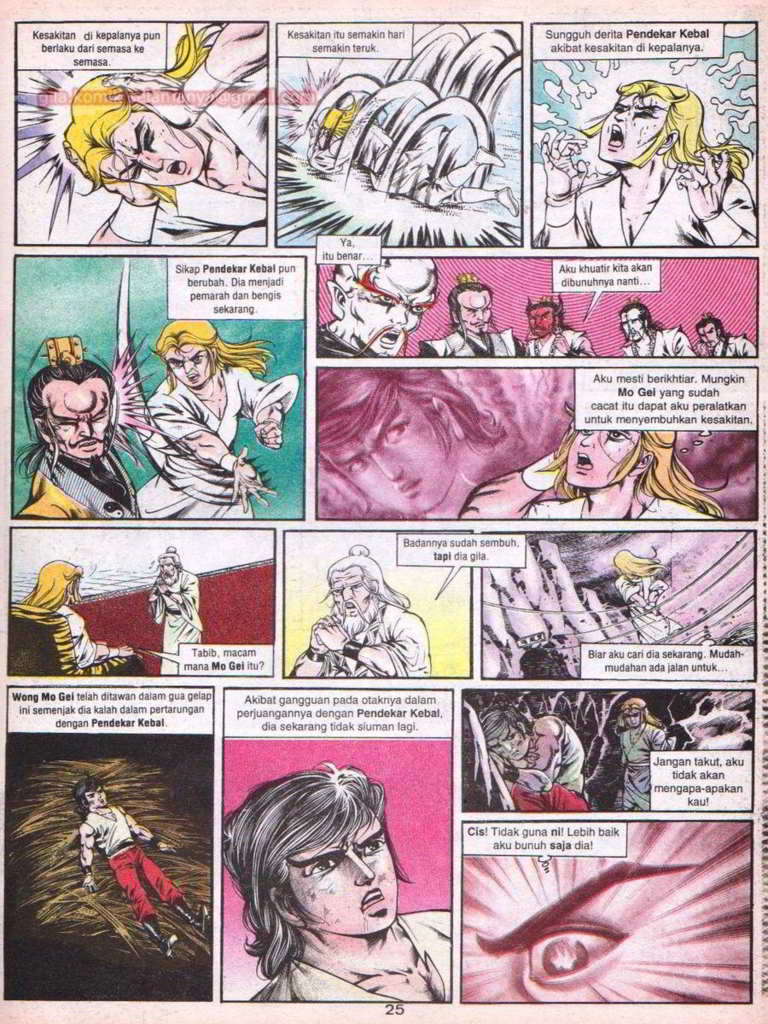 Kesakitan di kepalanya pun
berlaku dari semasa ke
semasa.
Kesakitan itu semakin hari
semakin teruk.
Sungguh derita Pendekar Kebal
akibat kesakitan di kepalanya.
Sikap Pendekar Kebal pun
berubah. Dia menjadi
pemarah dan bengis
sekarang.
Ya,
itu benar...
Aku khuatir kita akan
dibunuhnya nanti...
Aku mesti berikhtiar. Mungkin
Mo Gei yang sudah
cacat itu dapat aku peralatkan
untuk menyembuhkan kesakitan.
Tabib, macam
mana Mo Gei itu?
Badannya sudah sembuh,
tapi dia gila.
Biar aku cari dia sekarang. Mudah-
mudahan ada jalan untuk...
Wong Mo Gei telah ditawan dalam gua gelap
ini semenjak dia kalah dalam pertarungan
dengan Pendekar Kebal.
Akibat gangguan pada otaknya dalam
perjuangannya dengan Pendekar Kebal,
dia sekarang tidak siuman lagi.
Jangan takut, aku
tidak akan
mengapa-apakan
kau!
Cis! Tidak guna ni! Lebih baik
aku bunuh saja dia!
25